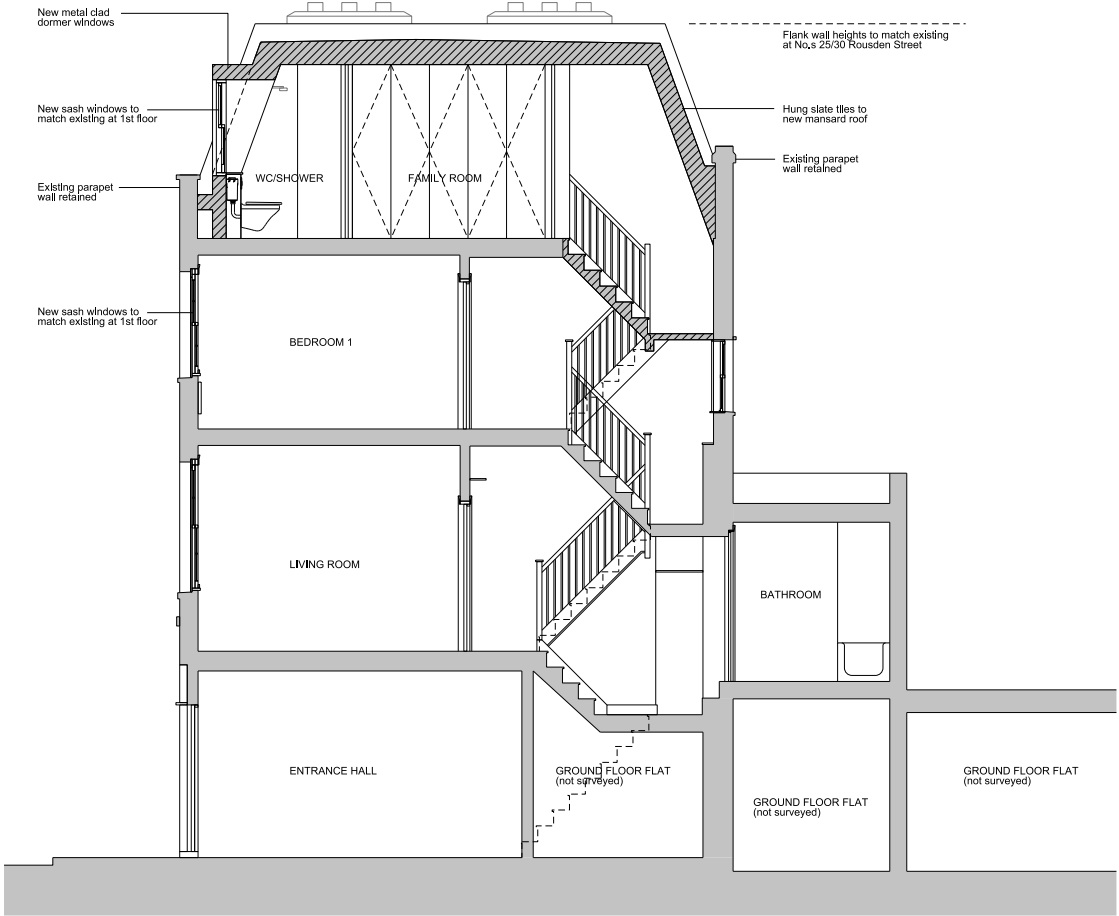 New metal clad
dormer windows
Flank wall heights to match existing
at No.s 25/30 Rousden Street
New sash windows to
match existing at 1st floor
Hung slate tiles to
new mansard roof
Existing parapet
wall retained
WC/SHOWER
FAMILY ROOM
Existing parapet
wall retained
New sash windows to
match existing at 1st floor
BEDROOM 1
LIVING ROOM
BATHROOM
ENTRANCE HALL
GROUND FLOOR FLAT
(not surveyed)
GROUND FLOOR FLAT
(not surveyed)
GROUND FLOOR FLAT
(not surveyed)